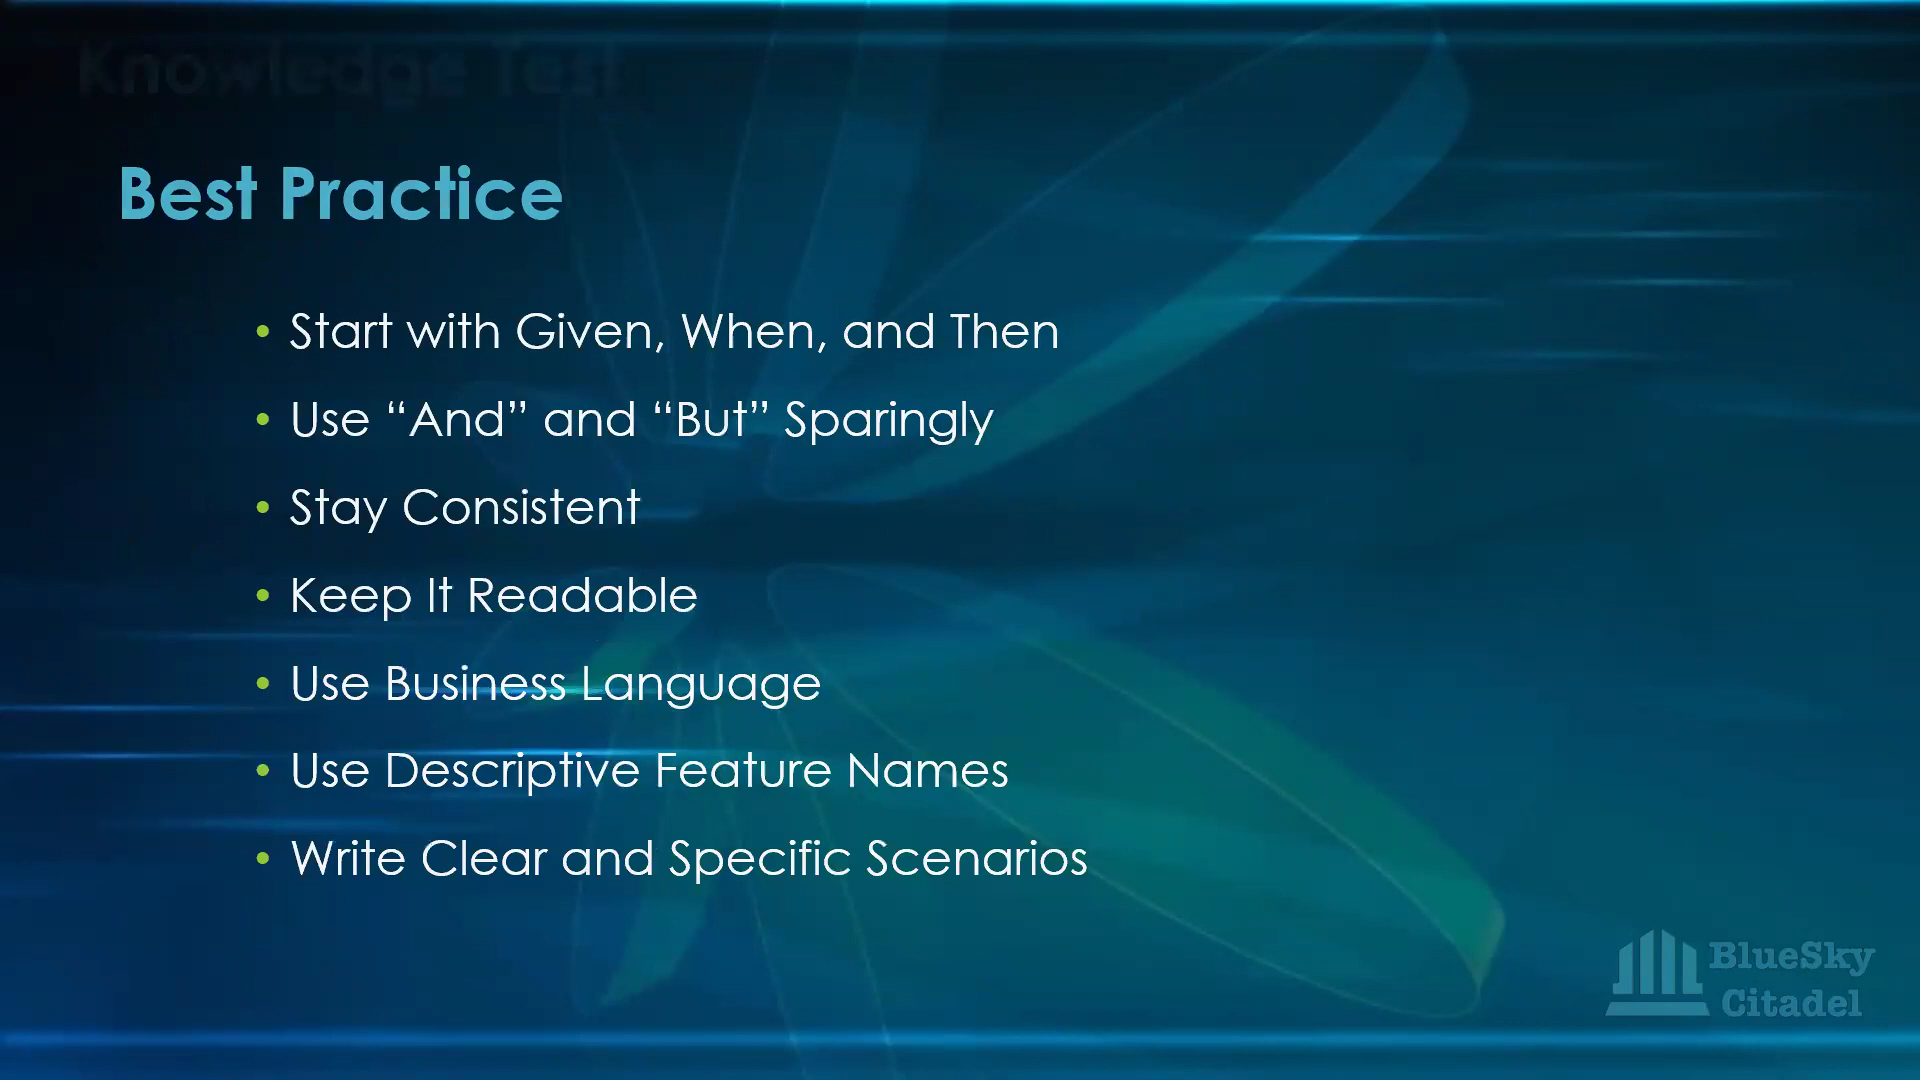 Knowledge Test
Best Practice
• Start with Given, When, and Then
• Use “And” and “But” Sparingly
• Stay Consistent
• Keep It Readable
• Use Business Language
• Use Descriptive Feature Names
• Write Clear and Specific Scenarios
BlueSky
Citadel